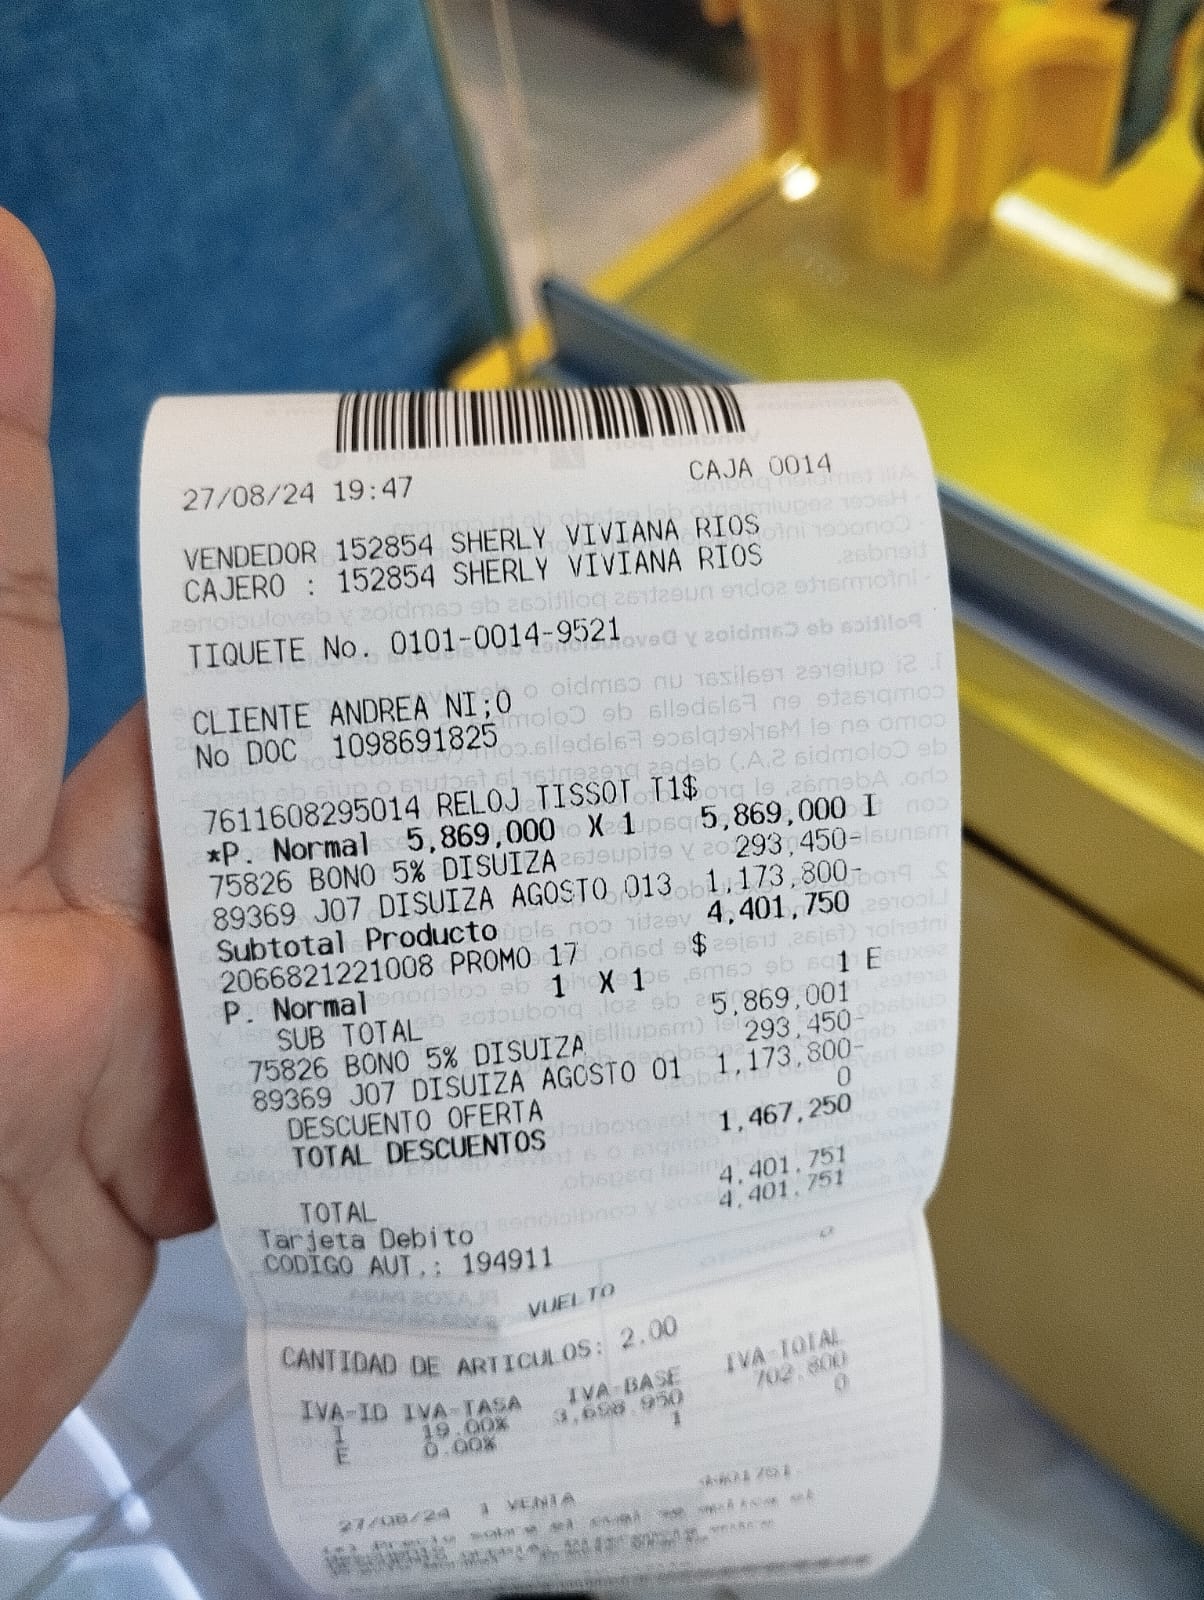 27/08/24 19:47 CAJA 0014
VENDEDOR 152854 SHERLY VIVIANA RIOS
CAJERO : 152854 SHERLY VIVIANA RIOS
TIQUETE No. 0101-0014-9521
CLIENTE ANDREA NI;O
No DOC 1098691825
7611608295014 RELOJ TISSOT T1$
*P. Normal 5,869,000 X 1 5,869,000 I
75826 BONO 5% DISUIZA 293,450-
89369 J07 DISUIZA AGOSTO 013 1,173,800-
Subtotal Producto 4,401,750
2066821221008 PROMO 17 $
P. Normal 1 X 1 1 E
SUB TOTAL 5,869,001
75826 BONO 5% DISUIZA 293,450-
89369 J07 DISUIZA AGOSTO 01 1,173,800-
DESCUENTO OFERTA 0
TOTAL DESCUENTOS 1,467,250
TOTAL 4,401,751
Tarjeta Debito 4,401,751
CODIGO AUT.: 194911
VUELTO 0
CANTIDAD DE ARTICULOS: 2.00
IVA-ID IVA-TASA IVA-BASE IVA-TOTAL
I 19.00% 3,698,950 702,800
E 0.00% 1 0
27/08/24 1 VENTA 4401751